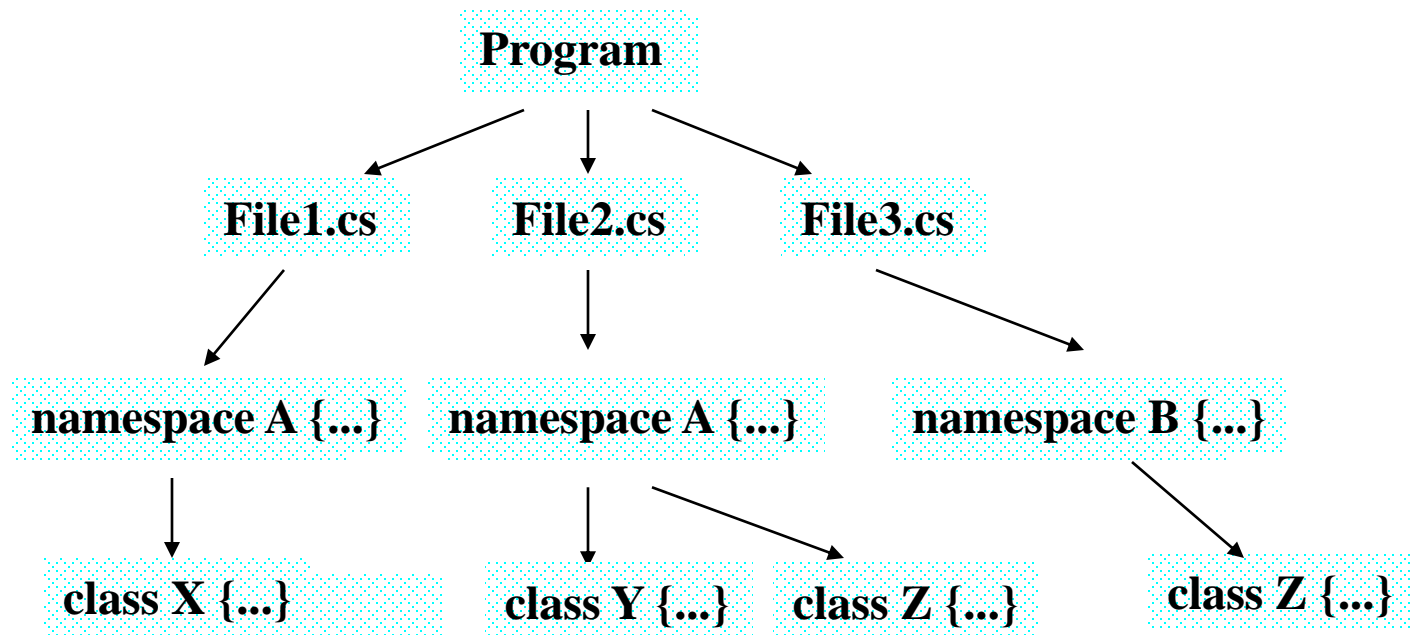 Program
File1.cs
File2.cs
File3.cs
namespace A {...}
namespace A {...}
namespace B {...}
class X {...}
class Y {...}
class Z {...}
class Z {...}